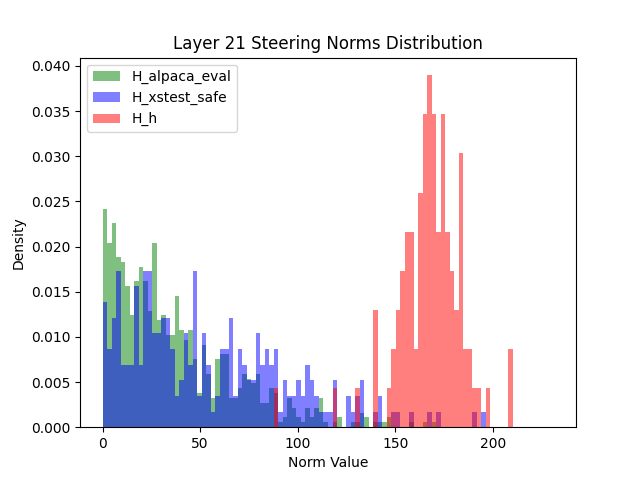 Layer 21 Steering Norms Distribution
H_alpaca_eval
H_xstest_safe
H_h
0.040
0.035
0.030
0.025
0.020
0.015
0.010
0.005
0.000
Density
0 50 100 150 200
Norm Value